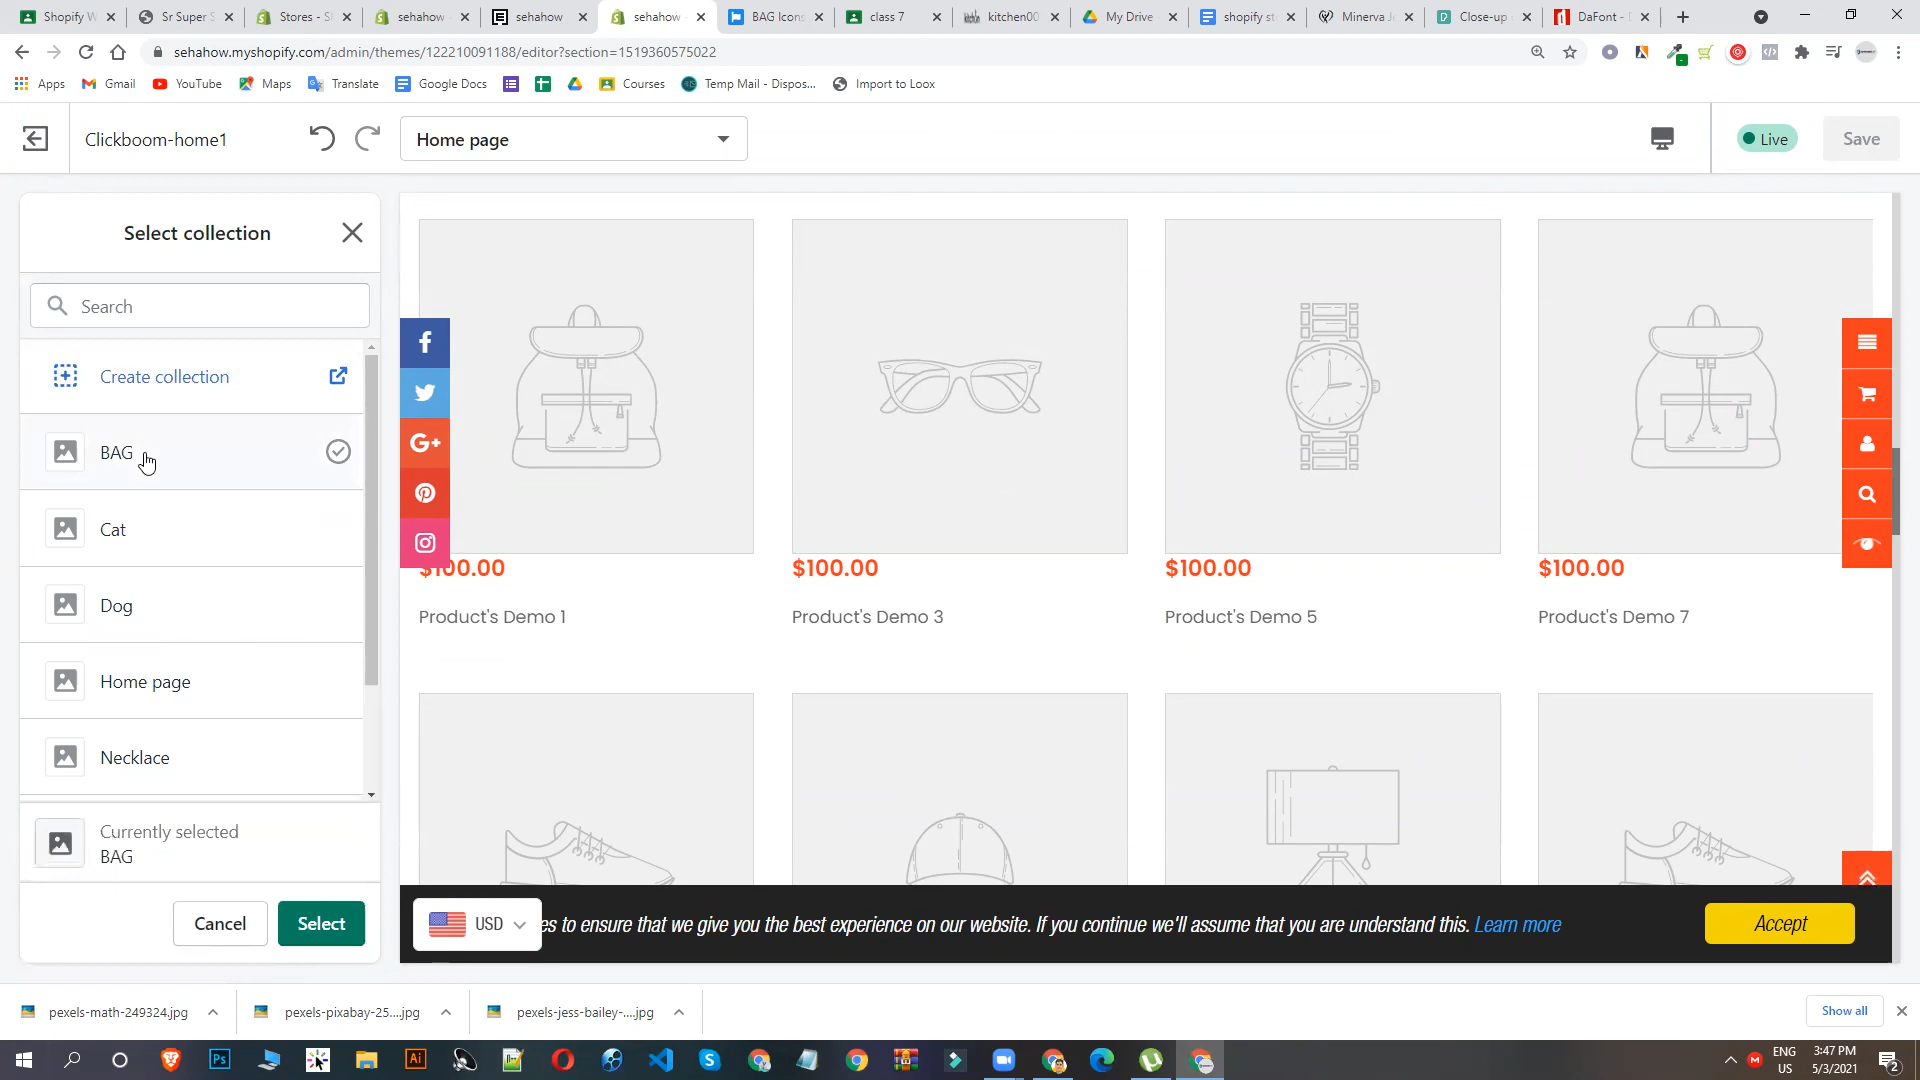 Shopify W
Sr Super S
Stores - S
sehahow -
sehahow
sehahow -
BAG Icons
class 7
kitchen00
My Drive -
shopify st
Minerva J
Close-up
DaFont -
sehahow.myshopify.com/admin/themes/122210091188/editor?section=1519360575022
Apps
Gmail
YouTube
Maps
Translate
Google Docs
Courses
Temp Mail - Dispos...
Import to Loox
Clickboom-home1
Home page
Live
Save
Select collection
Search
Create collection
BAG
Cat
Dog
Home page
Necklace
Currently selected
BAG
Cancel
Select
$100.00
$100.00
$100.00
$100.00
Product's Demo 1
Product's Demo 3
Product's Demo 5
Product's Demo 7
USD
es to ensure that we give you the best experience on our website. If you continue we'll assume that you are understand this. Learn more
Accept
pexels-math-249324.jpg
pexels-pixabay-25....jpg
pexels-jess-bailey-....jpg
Show all
ENG
US
3:47 PM
5/3/2021
2